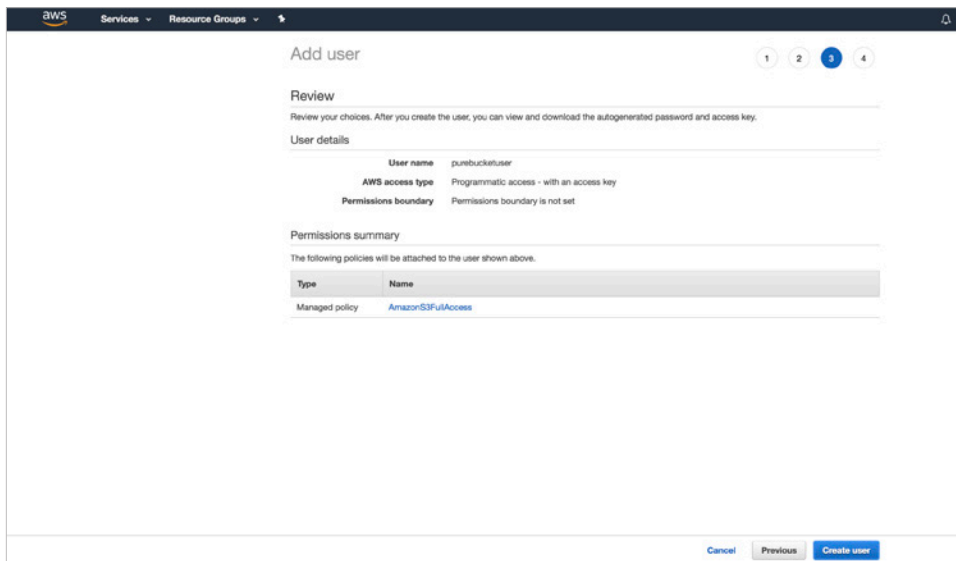 aws Services Resource Groups
Add user
1 2 3 4
Review
Review your choices. After you create the user, you can view and download the autogenerated password and access key.
User details
User name purebucketuser
AWS access type Programmatic access - with an access key
Permissions boundary Permissions boundary is not set
Permissions summary
The following policies will be attached to the user shown above.
Type Name
Managed policy AmazonS3FullAccess
Cancel Previous Create user